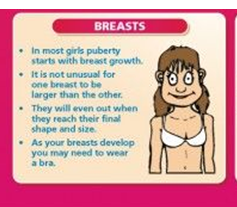 BREASTS
• In most girls puberty
starts with breast growth.
• It is not unusual for
one breast to be
larger than the other.
• They will even out when
they reach their final
shape and size.
• As your breasts develop
you may need to wear
a bra.